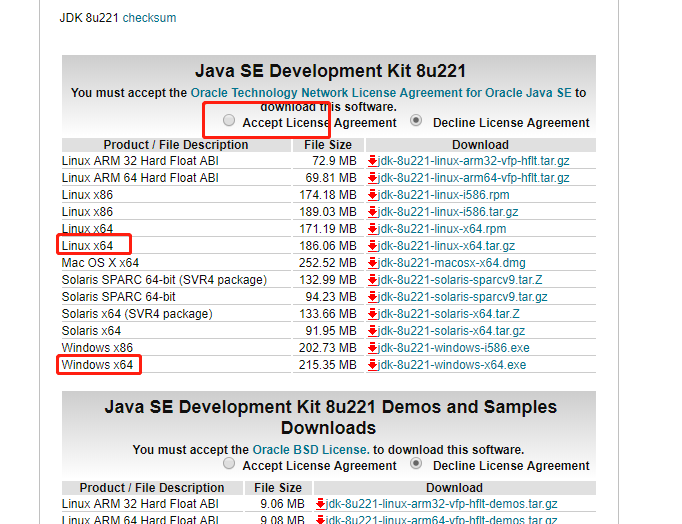 JDK 8u221 checksum
Java SE Development Kit 8u221
You must accept the Oracle Technology Network License Agreement for Oracle Java SE to
download this software.
Accept License Agreement Decline License Agreement
Product / File Description File Size Download
Linux ARM 32 Hard Float ABI 72.9 MB jdk-8u221-linux-arm32-vfp-hflt.tar.gz
Linux ARM 64 Hard Float ABI 69.81 MB jdk-8u221-linux-arm64-vfp-hflt.tar.gz
Linux x86 174.18 MB jdk-8u221-linux-i586.rpm
Linux x86 189.03 MB jdk-8u221-linux-i586.tar.gz
Linux x64 171.19 MB jdk-8u221-linux-x64.rpm
Linux x64 186.06 MB jdk-8u221-linux-x64.tar.gz
Mac OS X x64 252.52 MB jdk-8u221-macosx-x64.dmg
Solaris SPARC 64-bit (SVR4 package) 132.99 MB jdk-8u221-solaris-sparcv9.tar.Z
Solaris SPARC 64-bit 94.23 MB jdk-8u221-solaris-sparcv9.tar.gz
Solaris x64 (SVR4 package) 133.66 MB jdk-8u221-solaris-x64.tar.Z
Solaris x64 91.95 MB jdk-8u221-solaris-x64.tar.gz
Windows x86 202.73 MB jdk-8u221-windows-i586.exe
Windows x64 215.35 MB jdk-8u221-windows-x64.exe
Java SE Development Kit 8u221 Demos and Samples
Downloads
You must accept the Oracle BSD License. to download this software.
Accept License Agreement Decline License Agreement
Product / File Description File Size Download
Linux ARM 32 Hard Float ABI 9.06 MB jdk-8u221-linux-arm32-vfp-hflt-demos.tar.gz
Linux ARM 64 Hard Float ABI 9.08 MB jdk-8u221-linux-arm64-vfp-hflt-demos.tar.gz